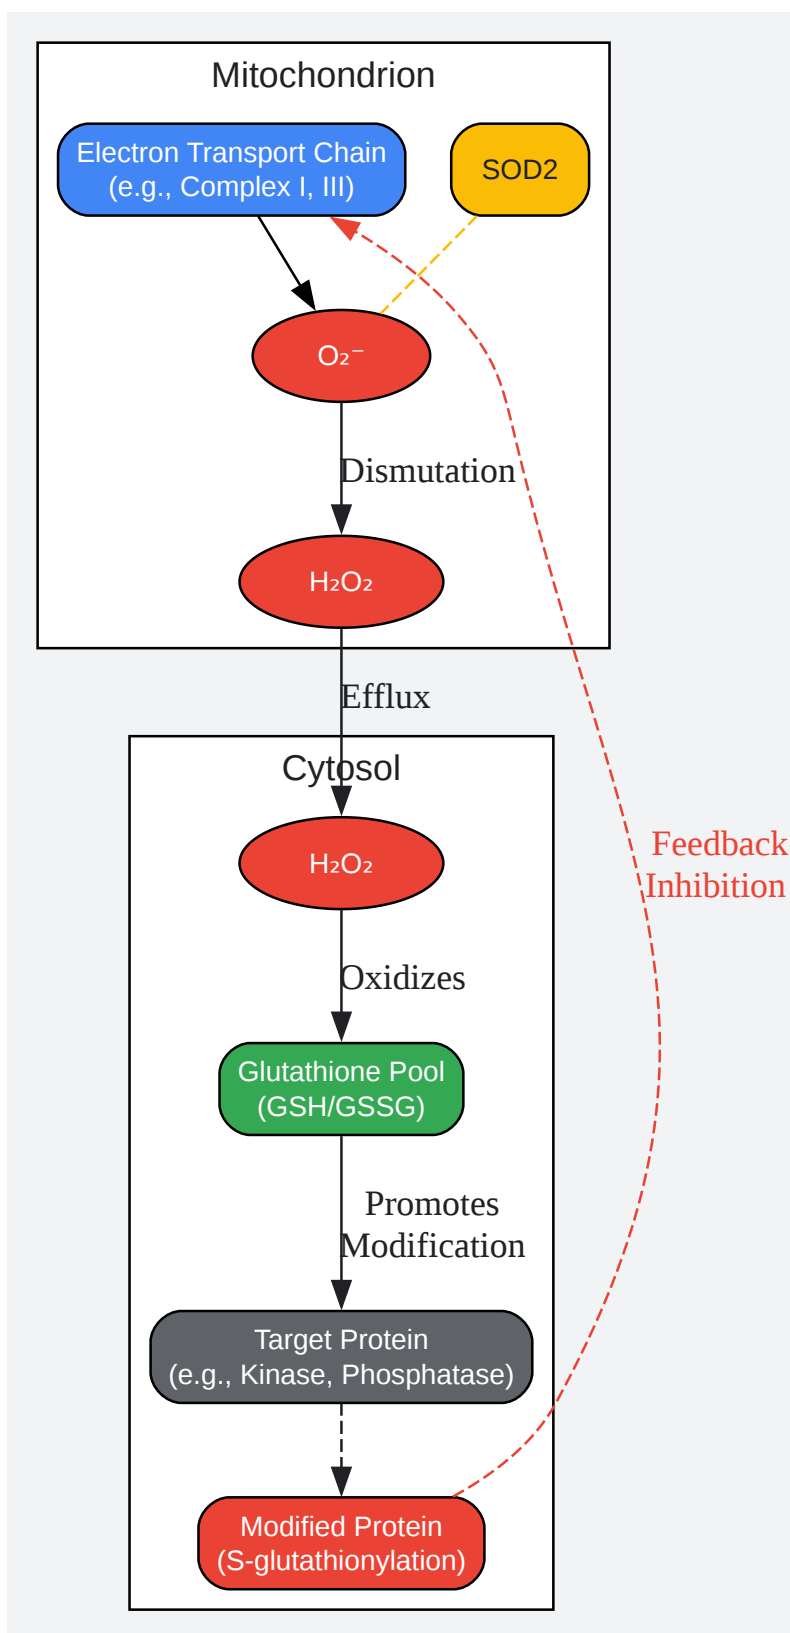 Mitochondrion
Electron Transport Chain
(e.g., Complex I, III)
SOD2
O₂⁻
Dismutation
H₂O₂
Efflux
Cytosol
H₂O₂
Feedback
Inhibition
Oxidizes
Glutathione Pool
(GSH/GSSG)
Promotes
Modification
Target Protein
(e.g., Kinase, Phosphatase)
Modified Protein
(S-glutathionylation)